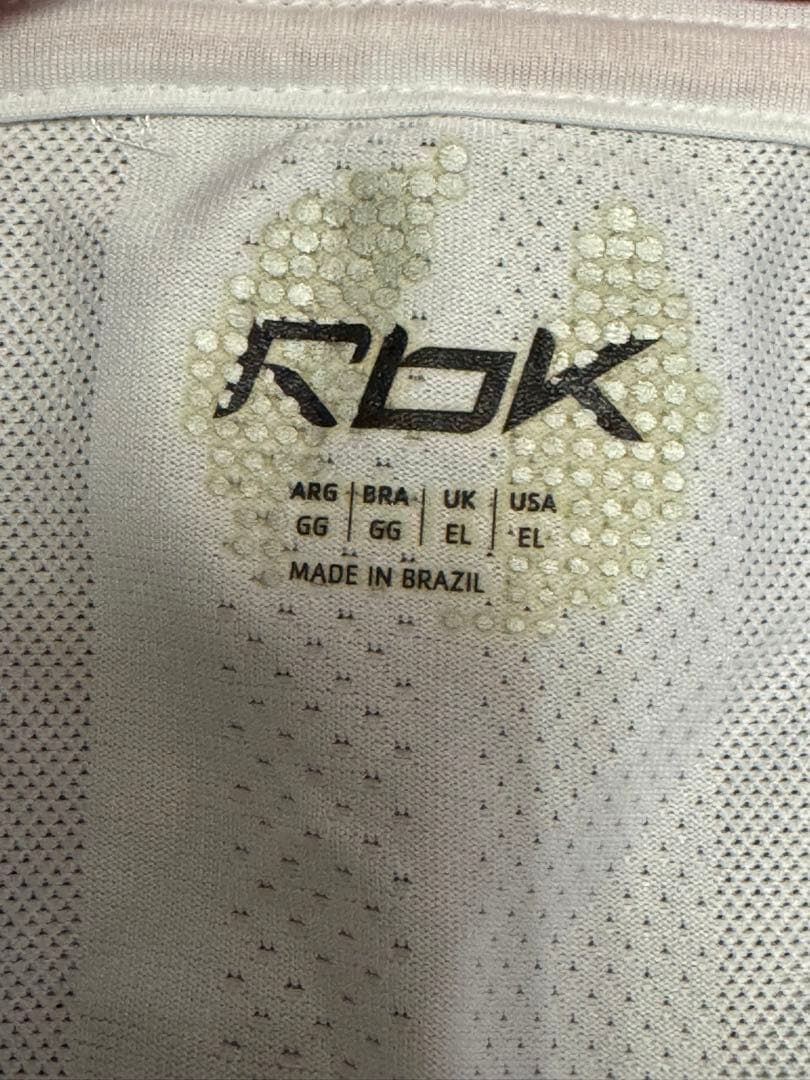 Rbk
ARG | BRA | UK | USA
GG | GG | EL | EL
MADE IN BRAZIL